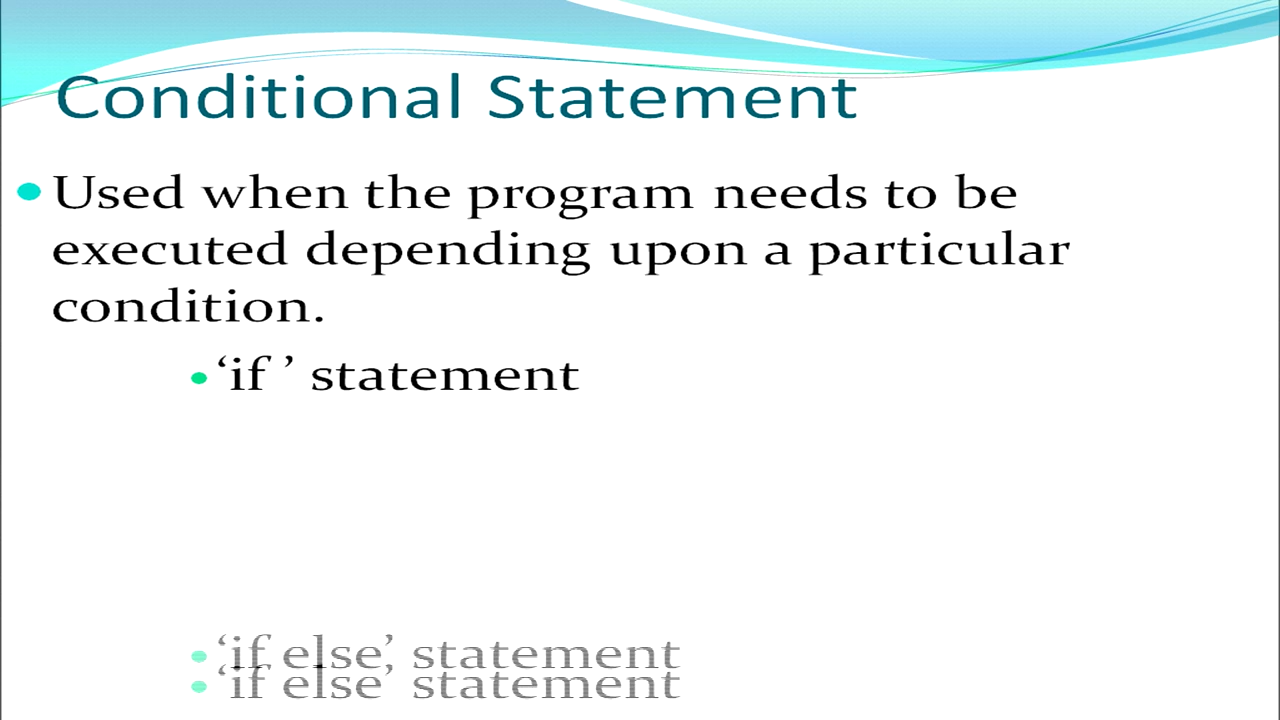 Conditional Statement
Used when the program needs to be
executed depending upon a particular
condition.
‘if ’ statement
‘if else’ statement
‘if else’ statement